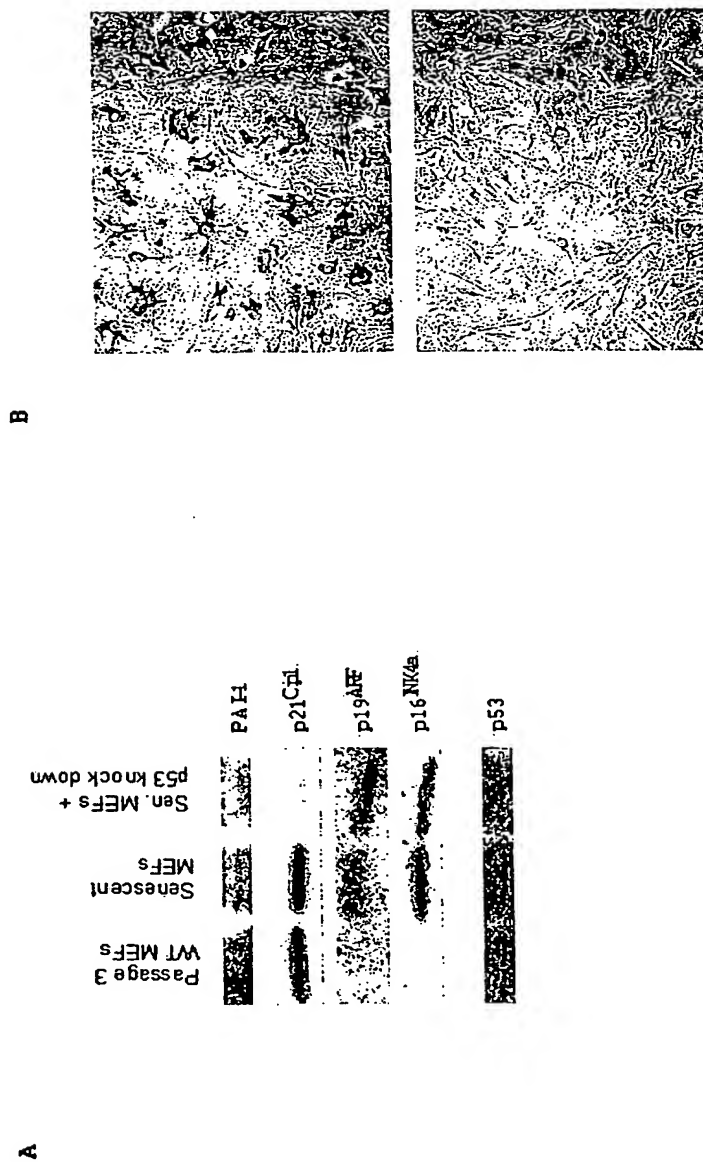 A
B
Passage 3
WT MEFs
Senescent
MEFs
Sen. MEFs +
p53 knock down
PAI-1
p21Cip1
p19ARF
p16INK4a
p53